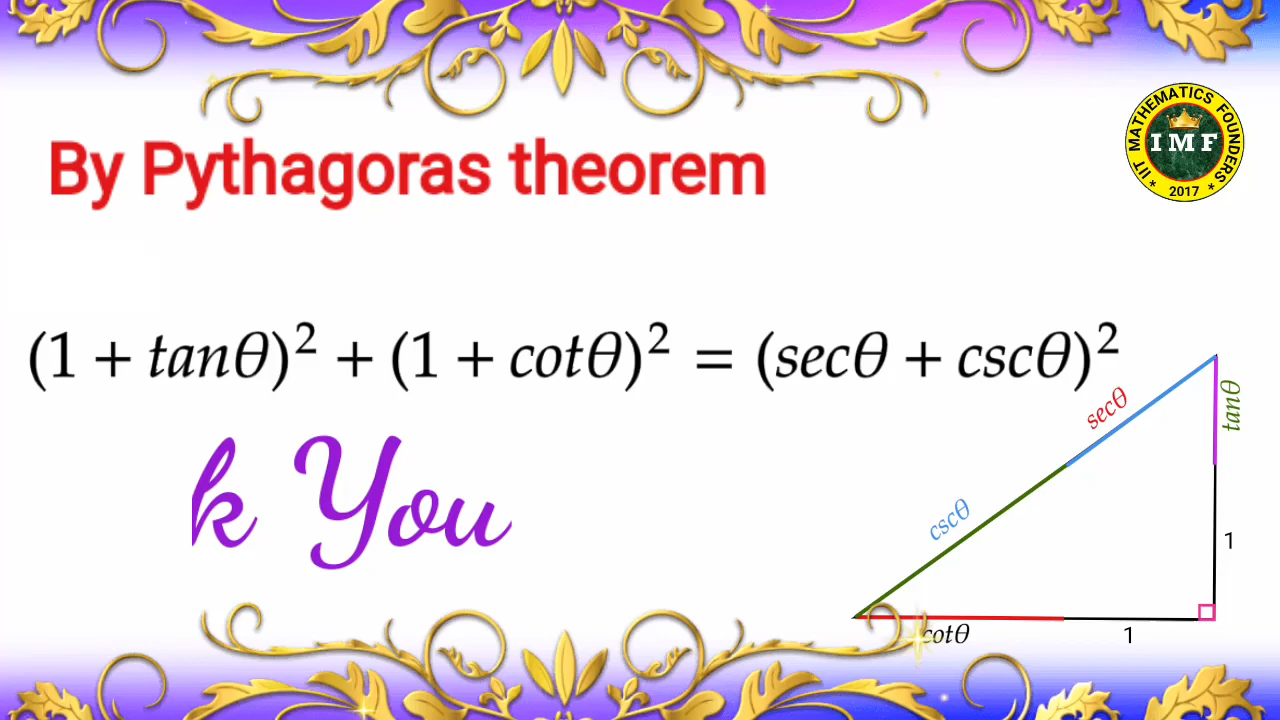 By Pythagoras theorem
IIT MATHEMATICS FOUNDERS
IMF
* 2017 *
(1 + tanθ)² + (1 + cotθ)² = (secθ + cscθ)²
secθ
tanθ
k You
cscθ
1
cotθ
1